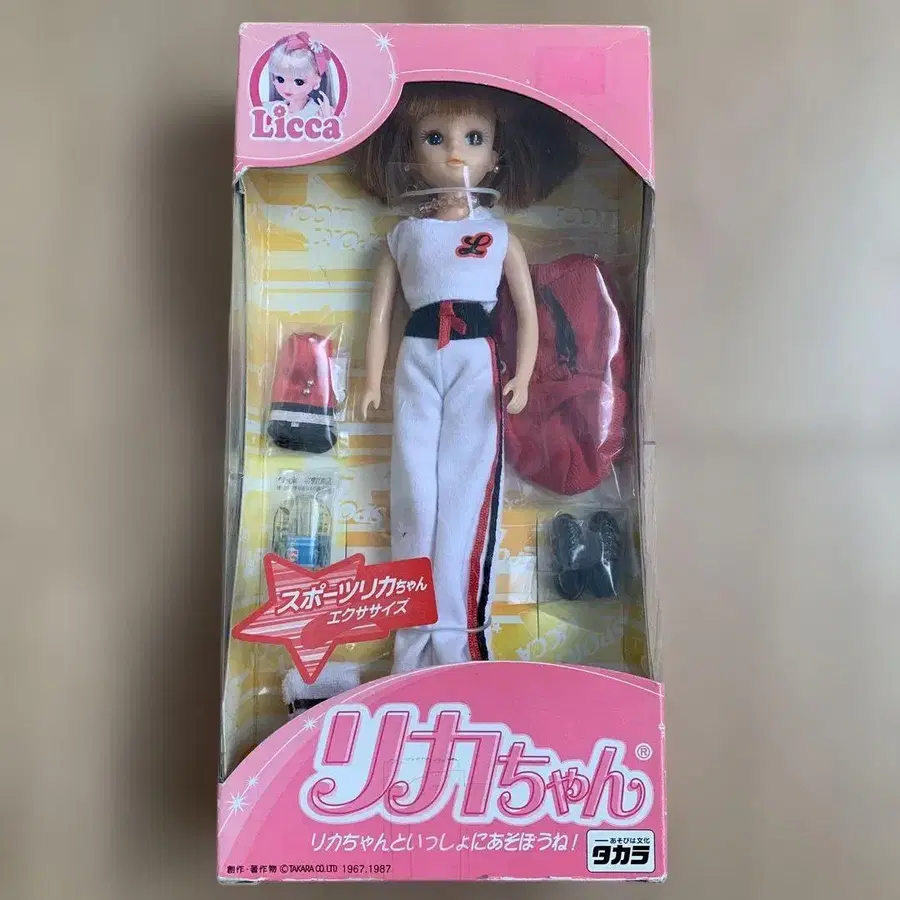 Licca
L
スポーツリカちゃん
エクササイズ
リカちゃん®
リカちゃんといっしょにあそぼうね!
あそびは文化
タカラ
創作・著作物 ©TAKARA CO.LTD 1967,1987